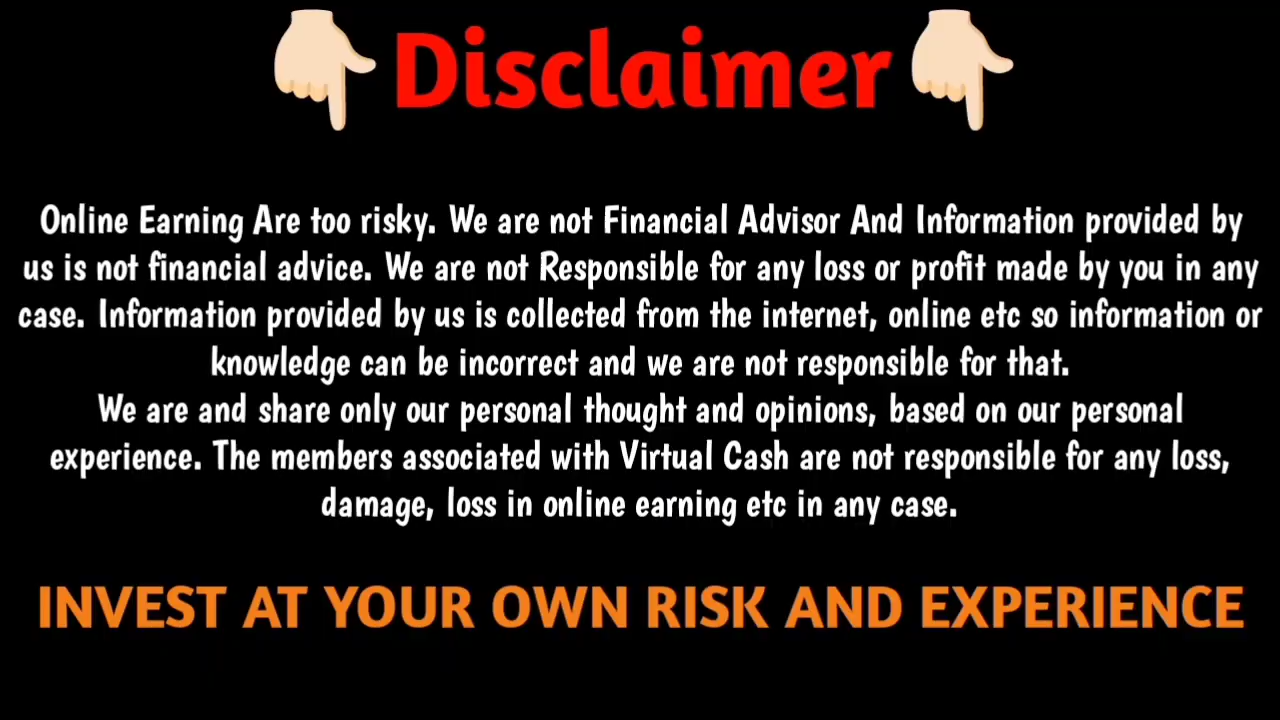 Disclaimer
Online Earning Are too risky. We are not Financial Advisor And Information provided by
us is not financial advice. We are not Responsible for any loss or profit made by you in any
case. Information provided by us is collected from the internet, online etc so information or
knowledge can be incorrect and we are not responsible for that.
We are and share only our personal thought and opinions, based on our personal
experience. The members associated with Virtual Cash are not responsible for any loss,
damage, loss in online earning etc in any case.
INVEST AT YOUR OWN RISK AND EXPERIENCE